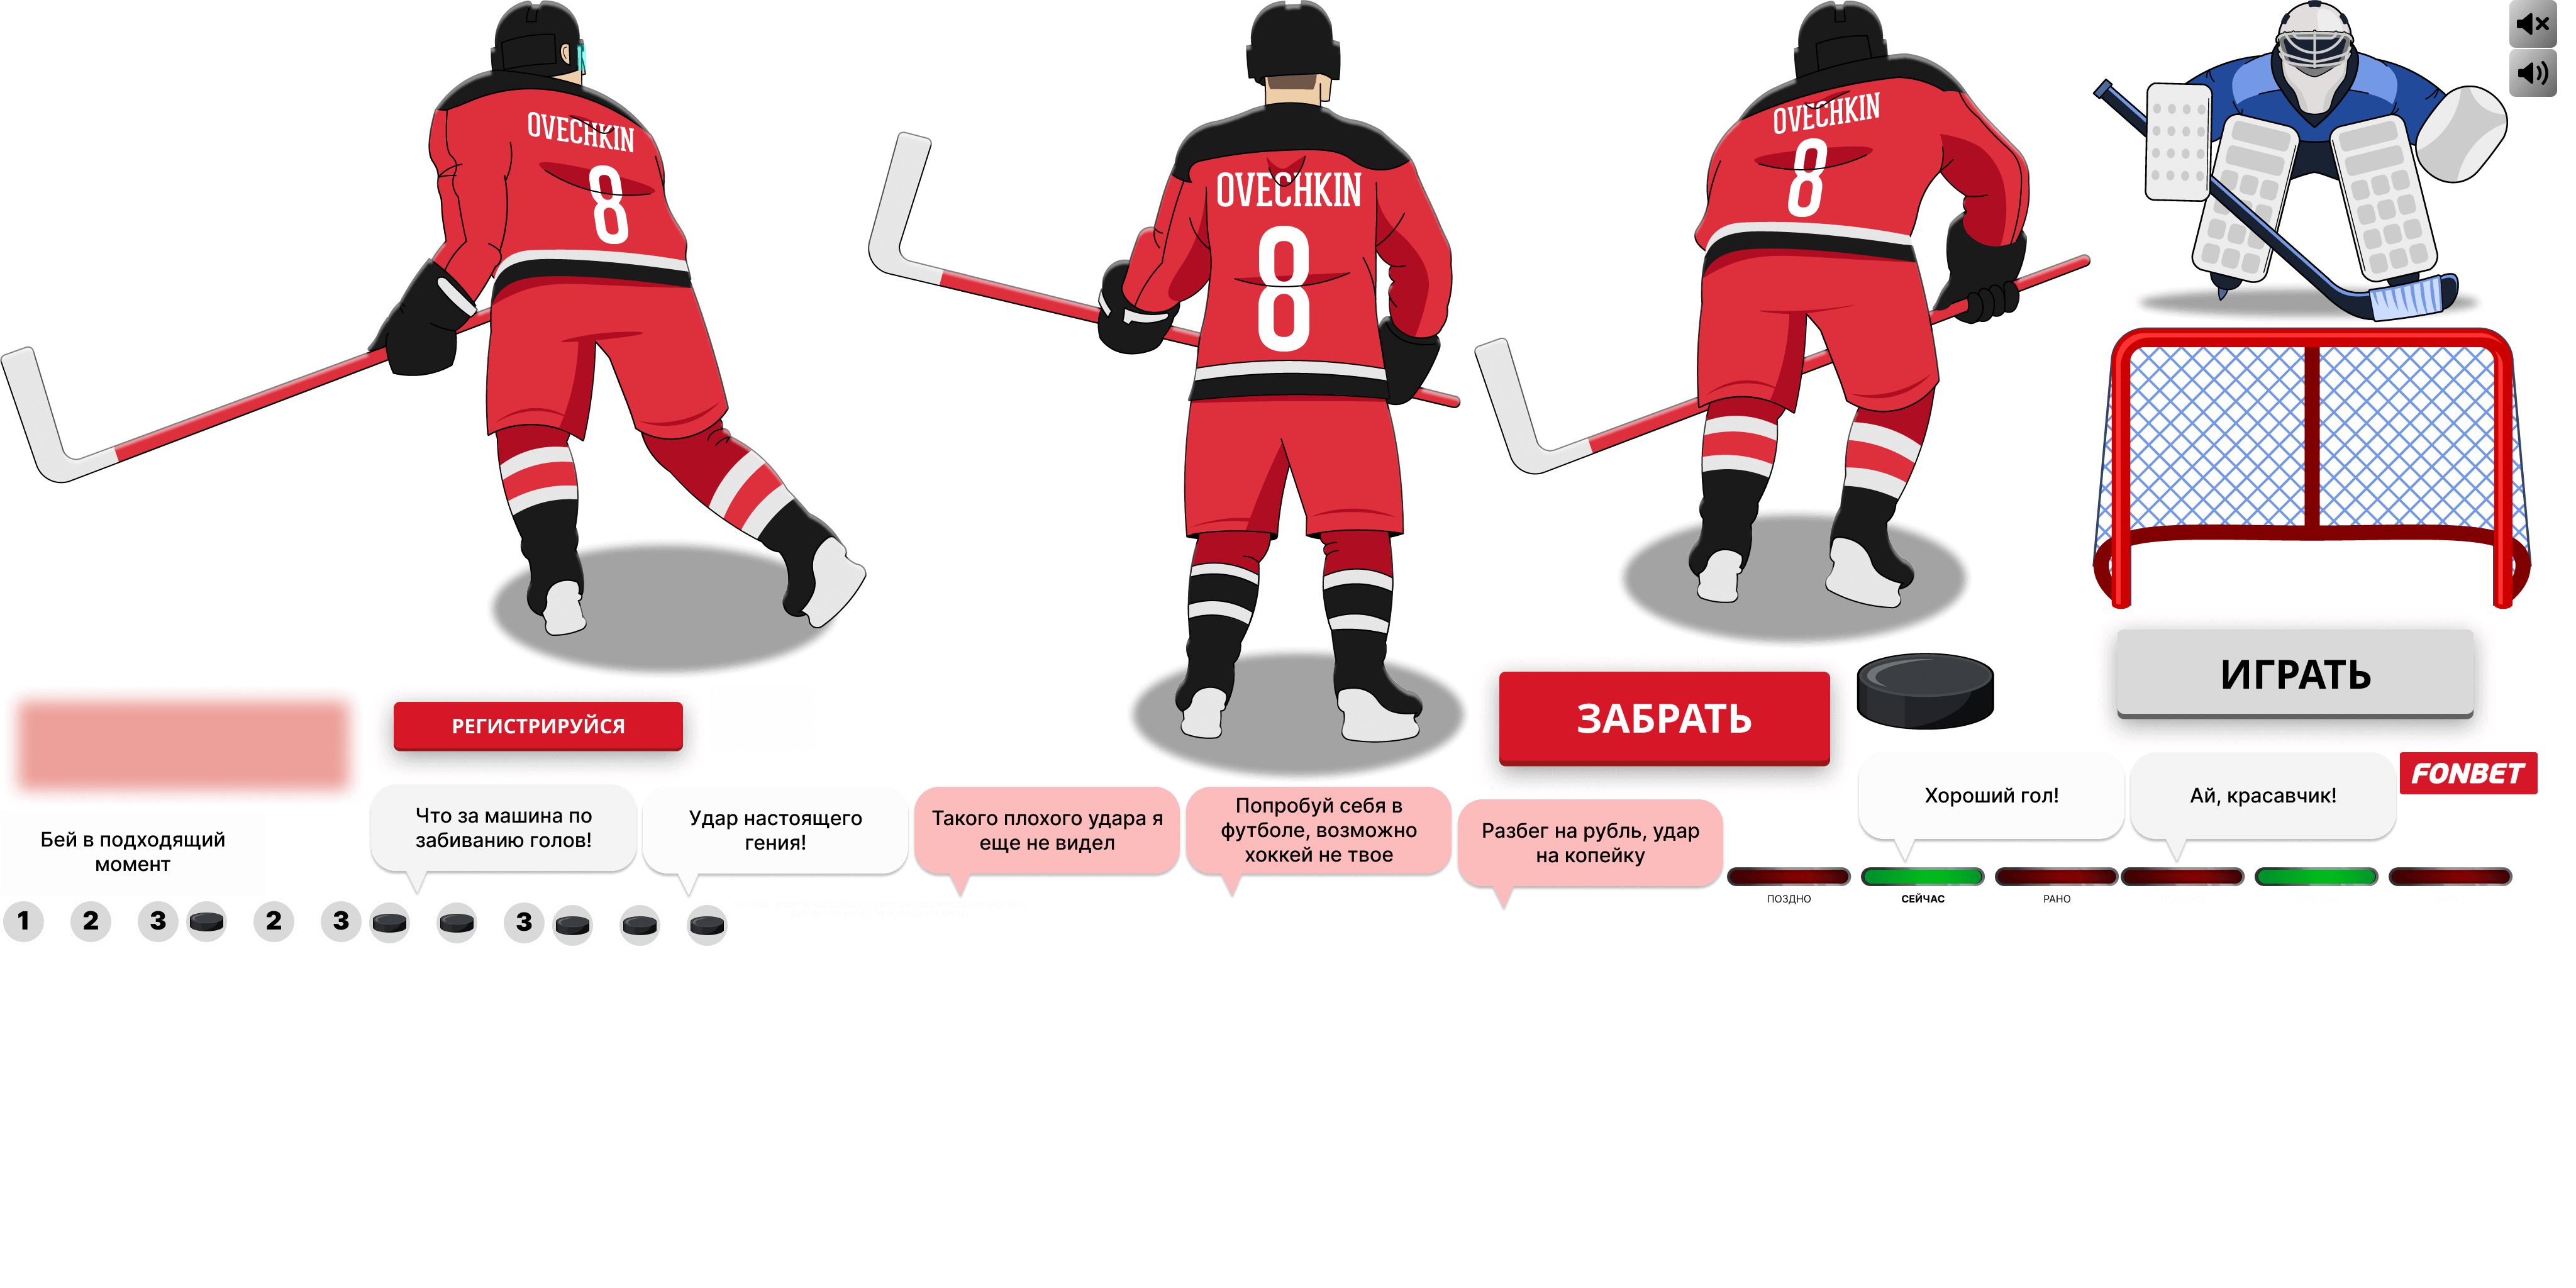 OVECHKIN
8
OVECHKIN
8
OVECHKIN
8
РЕГИСТРИРУЙСЯ
ЗАБРАТЬ
ИГРАТЬ
FONBET
Бей в подходящий
момент
Что за машина по
забиванию голов!
Удар настоящего
гения!
Такого плохого удара я
еще не видел
Попробуй себя в
футболе, возможно
хоккей не твое
Разбег на рубль, удар
на копейку
Хороший гол!
Ай, красавчик!
ПОЗДНО
СЕЙЧАС
РАНО
1 2 3 2 3 3